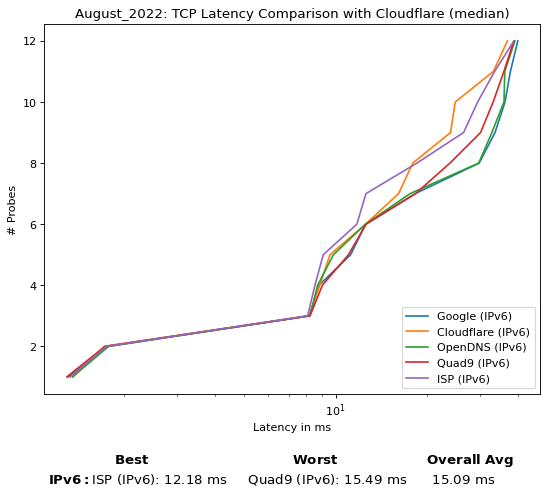 August_2022: TCP Latency Comparison with Cloudflare (median)
12
10
8
6
4
2
# Probes
Google (IPv6)
Cloudflare (IPv6)
OpenDNS (IPv6)
Quad9 (IPv6)
ISP (IPv6)
10¹
Latency in ms
Best Worst Overall Avg
IPv6: ISP (IPv6): 12.18 ms Quad9 (IPv6): 15.49 ms 15.09 ms